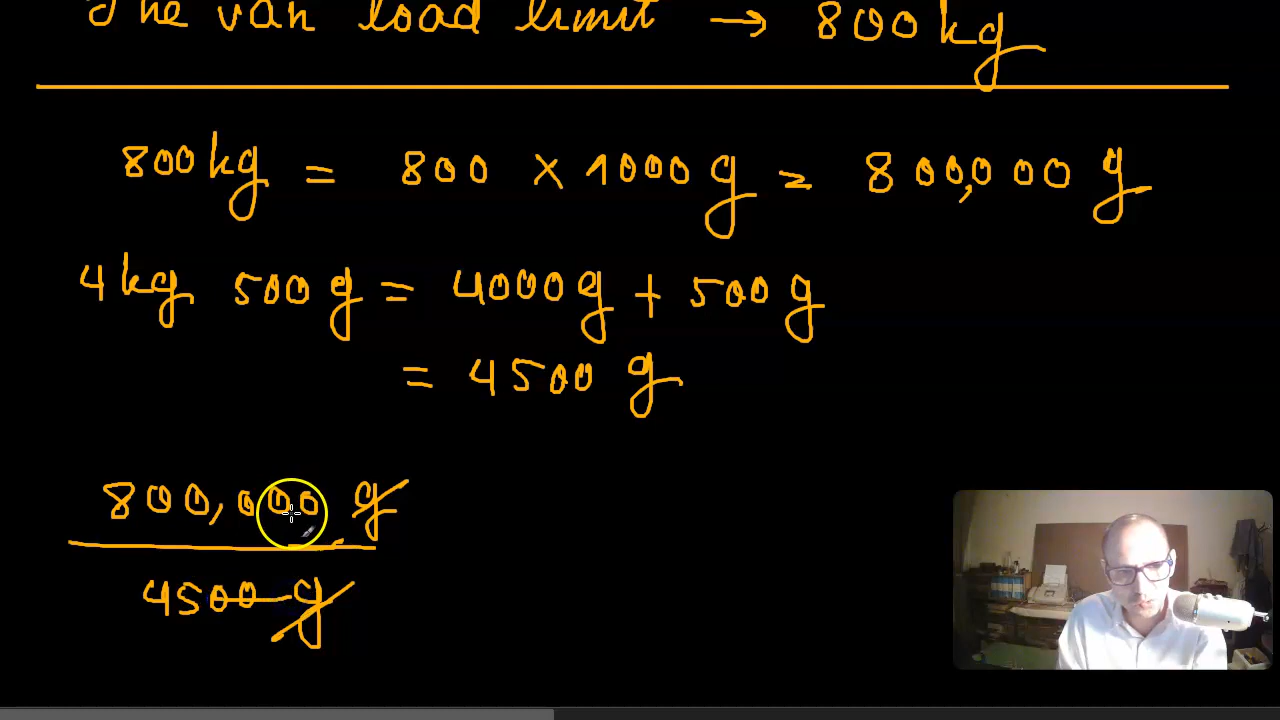 The van load limit → 800 kg
800 kg = 800 × 1000 g = 800,000 g
4 kg 500 g = 4000 g + 500 g
= 4500 g
800,000 g
4500 g